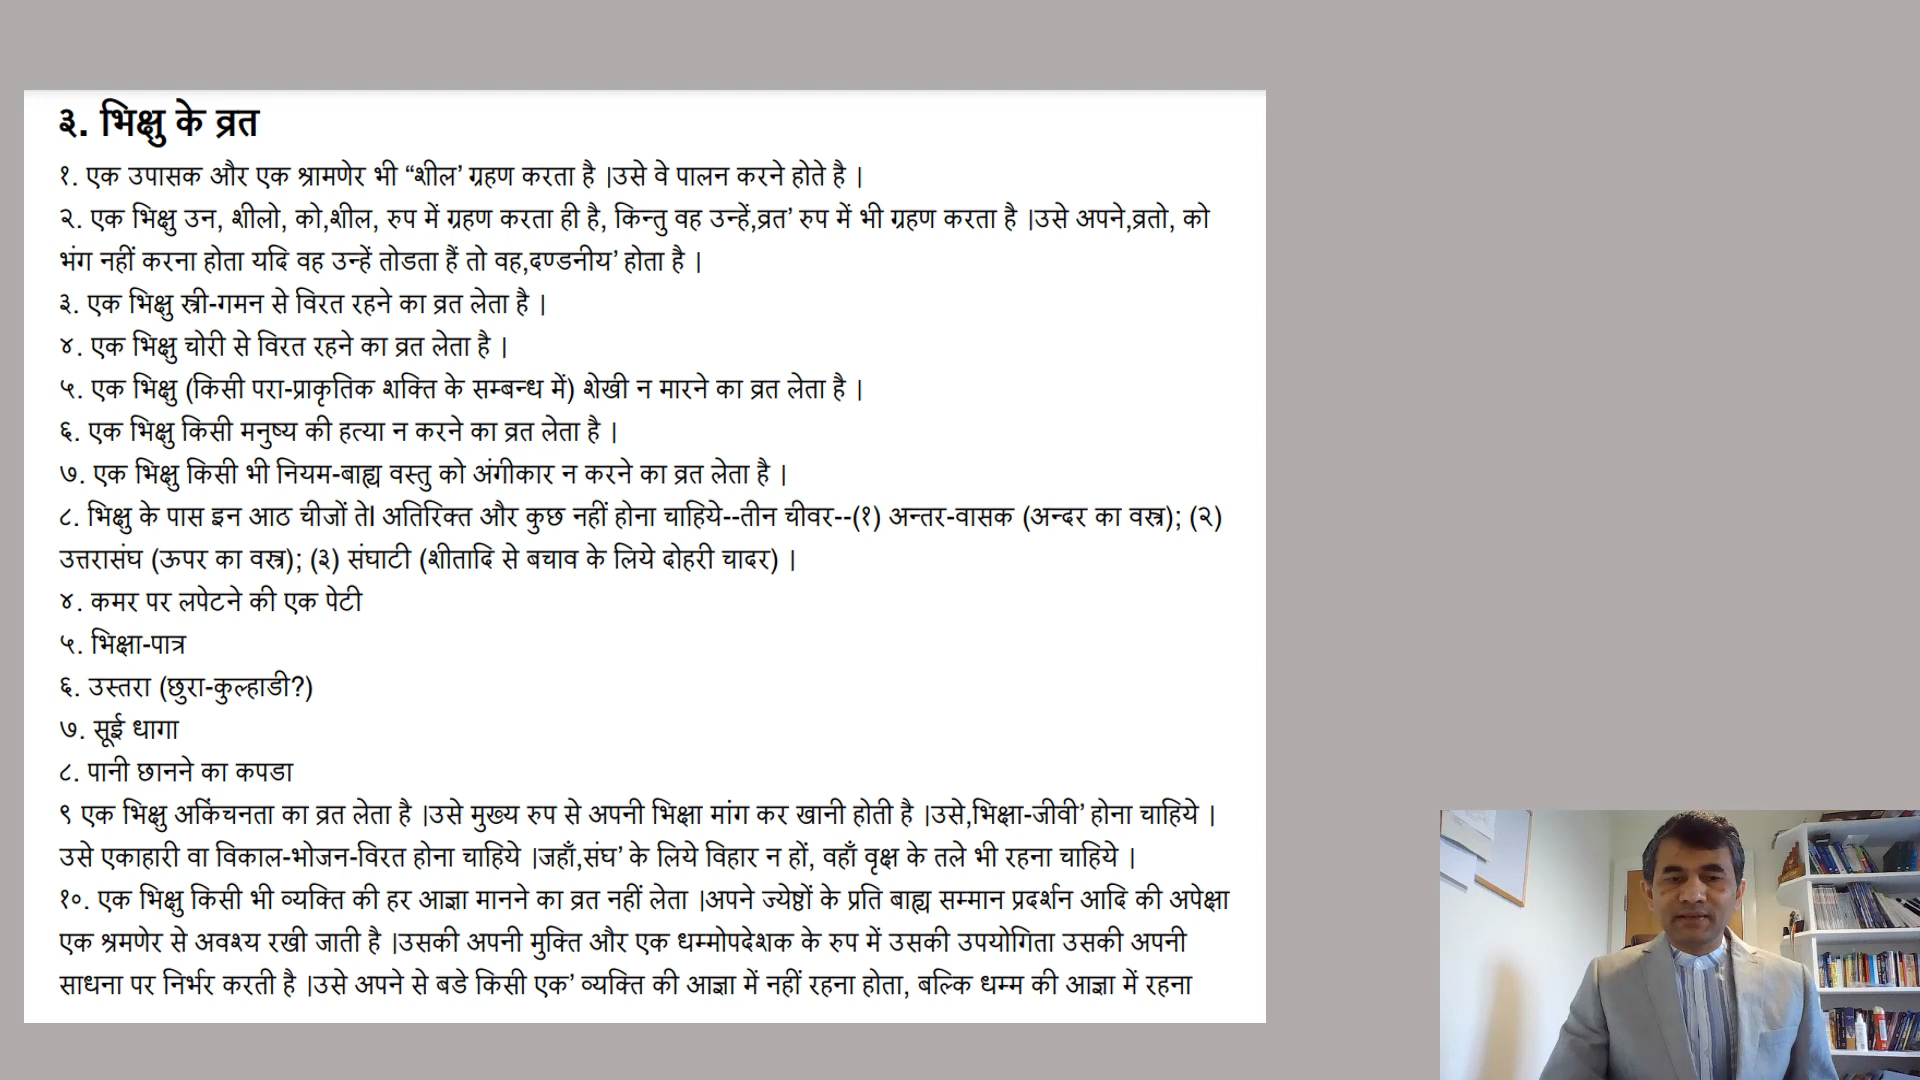 ३. भिक्षु के व्रत
१. एक उपासक और एक श्रामणेर भी “शील’ ग्रहण करता है |उसे वे पालन करने होते है |
२. एक भिक्षु उन, शीलो, को,शील, रुप में ग्रहण करता ही है, किन्तु वह उन्हें,व्रत’ रुप में भी ग्रहण करता है |उसे अपने,व्रतो, को
भंग नहीं करना होता यदि वह उन्हें तोडता हैं तो वह,दण्डनीय’ होता है |
३. एक भिक्षु स्त्री-गमन से विरत रहने का व्रत लेता है |
४. एक भिक्षु चोरी से विरत रहने का व्रत लेता है |
५. एक भिक्षु (किसी परा-प्राकृतिक शक्ति के सम्बन्ध में) शेखी न मारने का व्रत लेता है |
६. एक भिक्षु किसी मनुष्य की हत्या न करने का व्रत लेता है |
७. एक भिक्षु किसी भी नियम-बाह्य वस्तु को अंगीकार न करने का व्रत लेता है |
८. भिक्षु के पास इन आठ चीजों तेl अतिरिक्त और कुछ नहीं होना चाहिये--तीन चीवर--(१) अन्तर-वासक (अन्दर का वस्त्र); (२)
उत्तरासंघ (ऊपर का वस्त्र); (३) संघाटी (शीतादि से बचाव के लिये दोहरी चादर) |
४. कमर पर लपेटने की एक पेटी
५. भिक्षा-पात्र
६. उस्तरा (छुरा-कुल्हाडी?)
७. सूई धागा
८. पानी छानने का कपडा
९ एक भिक्षु अकिंचनता का व्रत लेता है |उसे मुख्य रुप से अपनी भिक्षा मांग कर खानी होती है |उसे,भिक्षा-जीवी’ होना चाहिये |
उसे एकाहारी वा विकाल-भोजन-विरत होना चाहिये |जहाँ,संघ’ के लिये विहार न हों, वहाँ वृक्ष के तले भी रहना चाहिये |
१०. एक भिक्षु किसी भी व्यक्ति की हर आज्ञा मानने का व्रत नहीं लेता |अपने ज्येष्ठों के प्रति बाह्य सम्मान प्रदर्शन आदि की अपेक्षा
एक श्रमणेर से अवश्य रखी जाती है |उसकी अपनी मुक्ति और एक धम्मोपदेशक के रुप में उसकी उपयोगिता उसकी अपनी
साधना पर निर्भर करती है |उसे अपने से बडे किसी एक’ व्यक्ति की आज्ञा में नहीं रहना होता, बल्कि धम्म की आज्ञा में रहना